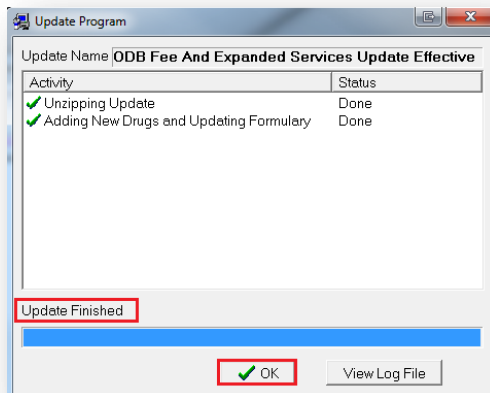 Update Program
Update Name ODB Fee And Expanded Services Update Effective
Activity Status
Unzipping Update Done
Adding New Drugs and Updating Formulary Done
Update Finished
OK View Log File